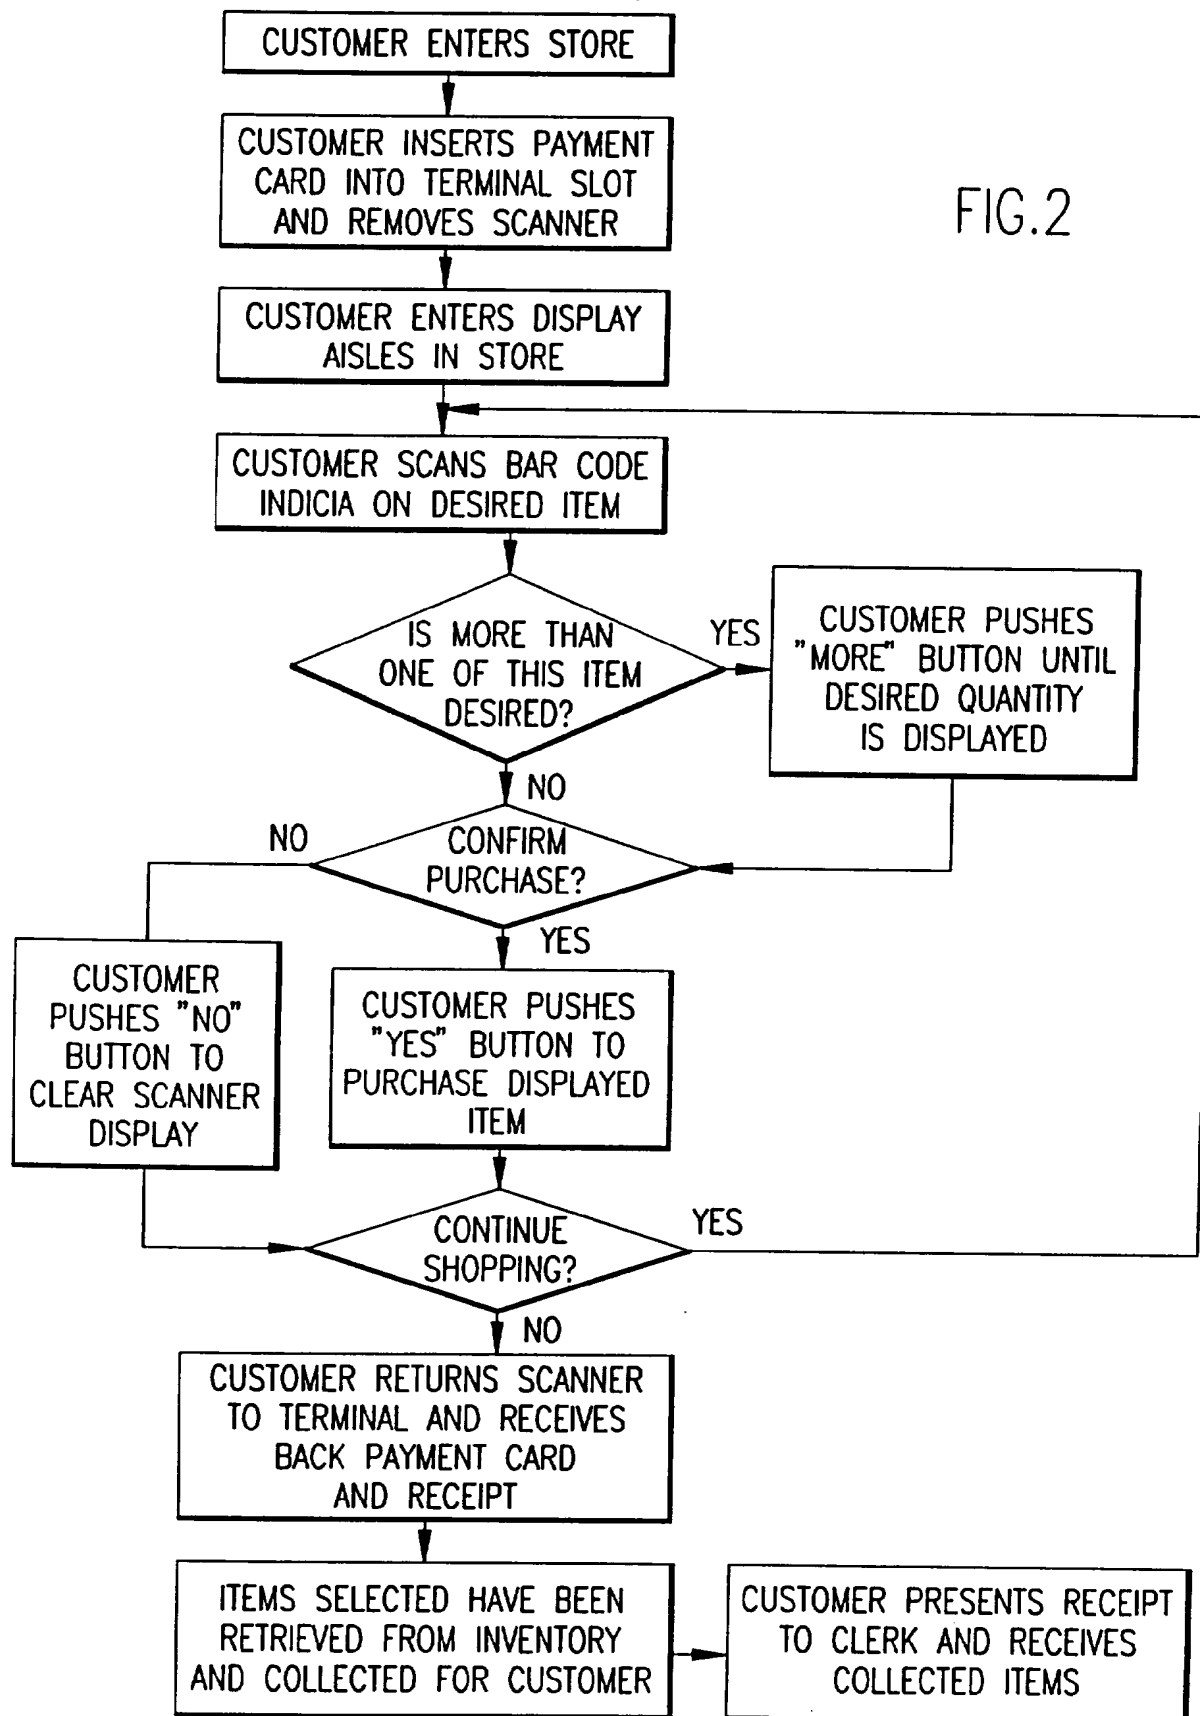 CUSTOMER ENTERS STORE
CUSTOMER INSERTS PAYMENT
CARD INTO TERMINAL SLOT
AND REMOVES SCANNER
FIG.2
CUSTOMER ENTERS DISPLAY
AISLES IN STORE
CUSTOMER SCANS BAR CODE
INDICIA ON DESIRED ITEM
IS MORE THAN
ONE OF THIS ITEM
DESIRED?
YES
CUSTOMER PUSHES
"MORE" BUTTON UNTIL
DESIRED QUANTITY
IS DISPLAYED
NO
CONFIRM
PURCHASE?
NO
YES
CUSTOMER
PUSHES "NO"
BUTTON TO
CLEAR SCANNER
DISPLAY
CUSTOMER PUSHES
"YES" BUTTON TO
PURCHASE DISPLAYED
ITEM
CONTINUE
SHOPPING?
YES
NO
CUSTOMER RETURNS SCANNER
TO TERMINAL AND RECEIVES
BACK PAYMENT CARD
AND RECEIPT
ITEMS SELECTED HAVE BEEN
RETRIEVED FROM INVENTORY
AND COLLECTED FOR CUSTOMER
CUSTOMER PRESENTS RECEIPT
TO CLERK AND RECEIVES
COLLECTED ITEMS